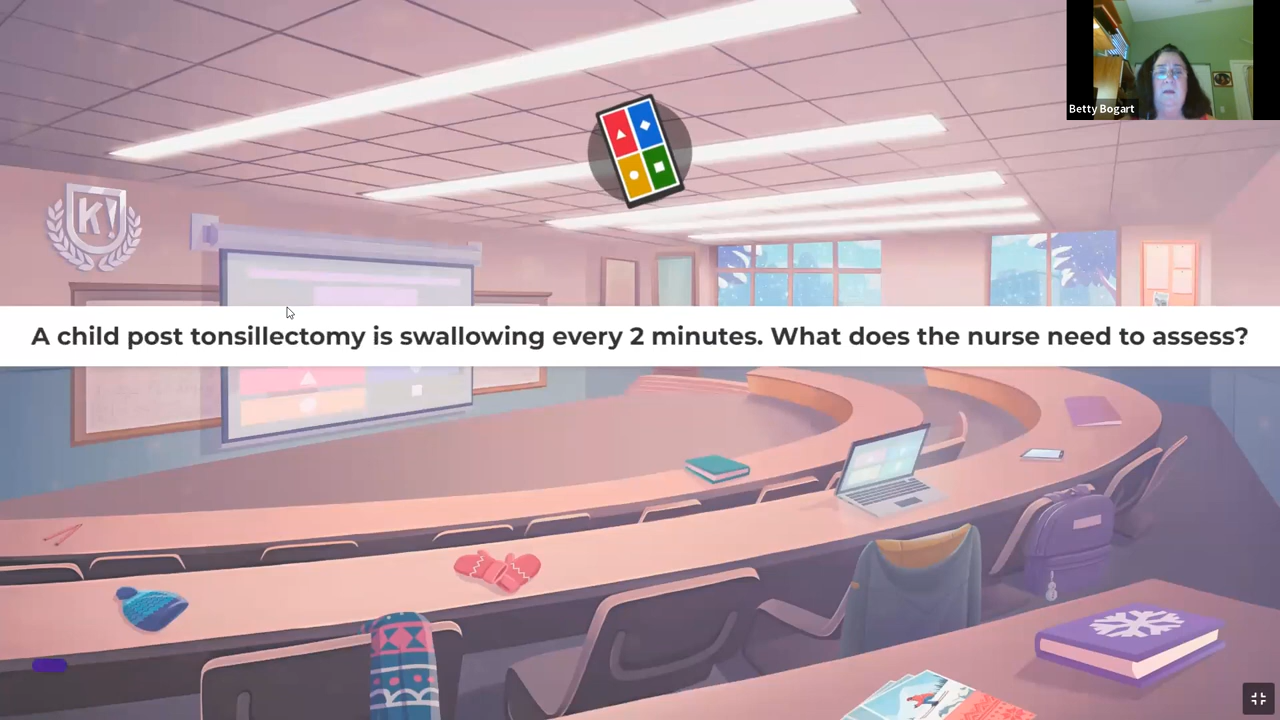 Betty Bogart
K!
A child post tonsillectomy is swallowing every 2 minutes. What does the nurse need to assess?